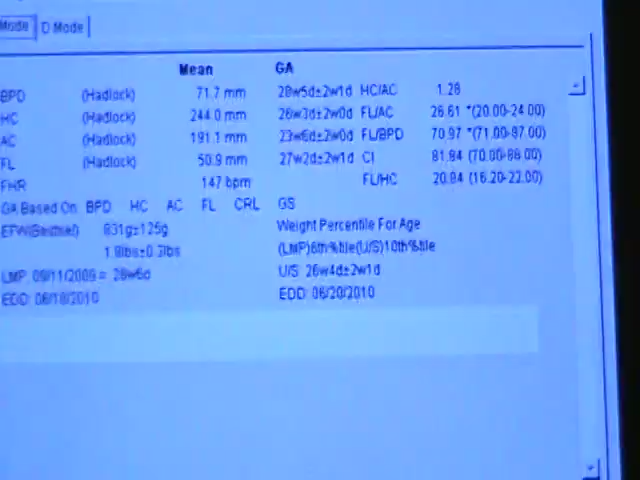 Mode D Mode
Mean GA
BPD (Hadlock) 71.7 mm 28w5d±2w1d HC/AC 1.28
HC (Hadlock) 244.0 mm 26w3d±2w0d FL/AC 26.61 *(20.00-24.00)
AC (Hadlock) 191.1 mm 23w6d±2w0d FL/BPD 70.97 *(71.00-87.00)
FL (Hadlock) 50.9 mm 27w2d±2w1d CI 81.94 (70.00-86.00)
FHR 147 bpm FL/HC 20.84 (16.20-22.00)
GA Based On BPD HC AC FL CRL GS
831g±125g Weight Percentile For Age
1.8lbs±0.3lbs (LMP)6th%tile(U/S)10th%tile
LMP: 09/11/2009 = 26w6d U/S: 26w4d±2w1d
EDD: 06/18/2010 EDD: 06/20/2010